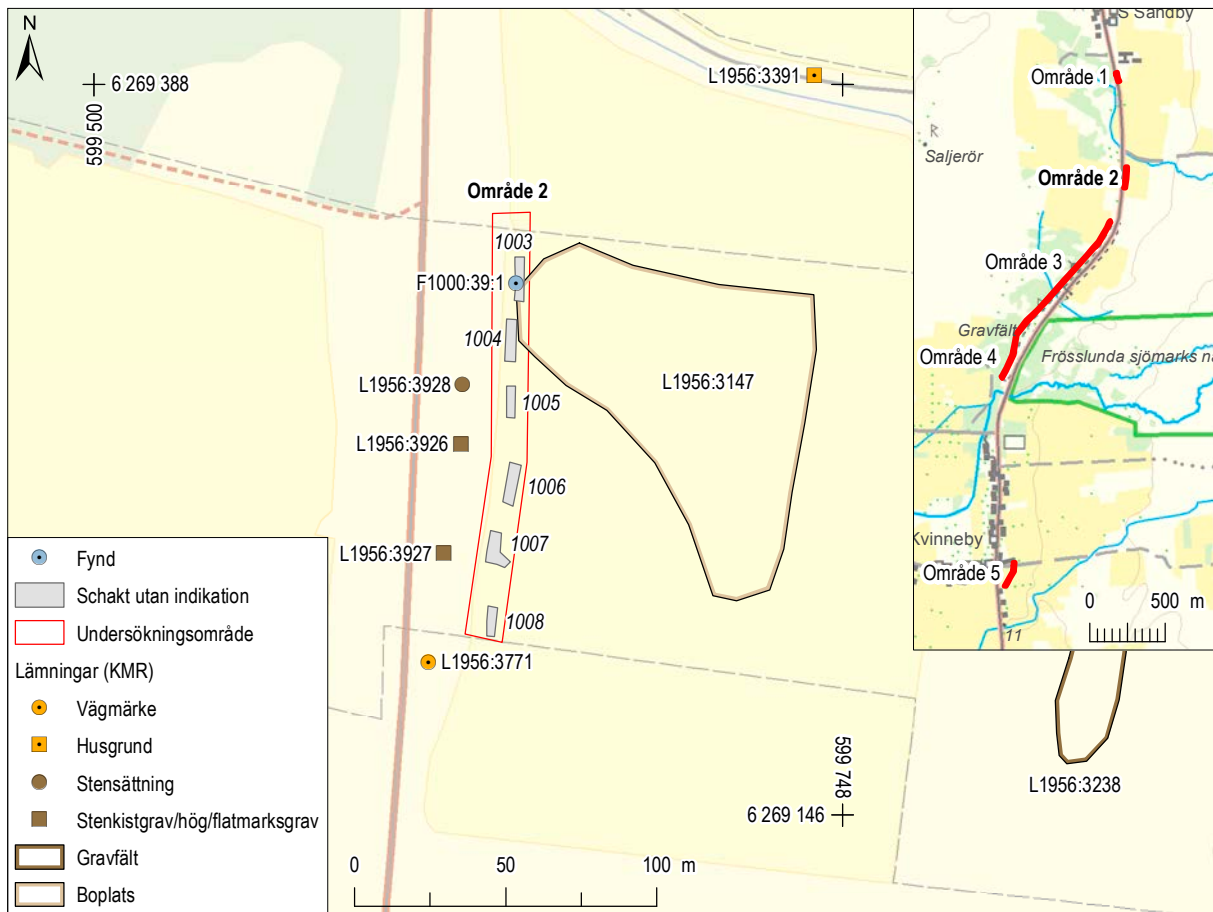 N
6 269 388
599 500
L1956:3391
Område 2
1003
F1000:39:1
1004
L1956:3928
1005
L1956:3147
L1956:3926
1006
L1956:3927
1007
1008
L1956:3771
599 748
6 269 146
L1956:3238
0 50 100 m
Fynd
Schakt utan indikation
Undersökningsområde
Lämningar (KMR)
Vägmärke
Husgrund
Stensättning
Stenkistgrav/hög/flatmarksgrav
Gravfält
Boplats
S Sandby
Område 1
R
Saljerör
Område 2
Område 3
Gravfält
Område 4
Frösslunda sjömarks na
Kvinneby
Område 5
0 500 m
11